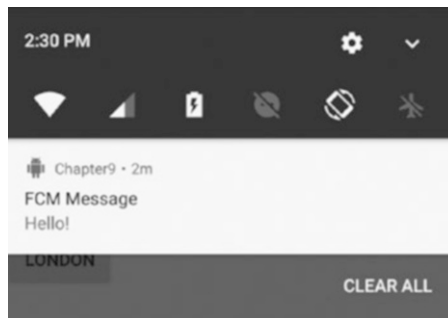 2:30 PM
Chapter9 • 2m
FCM Message
Hello!
LONDON
CLEAR ALL